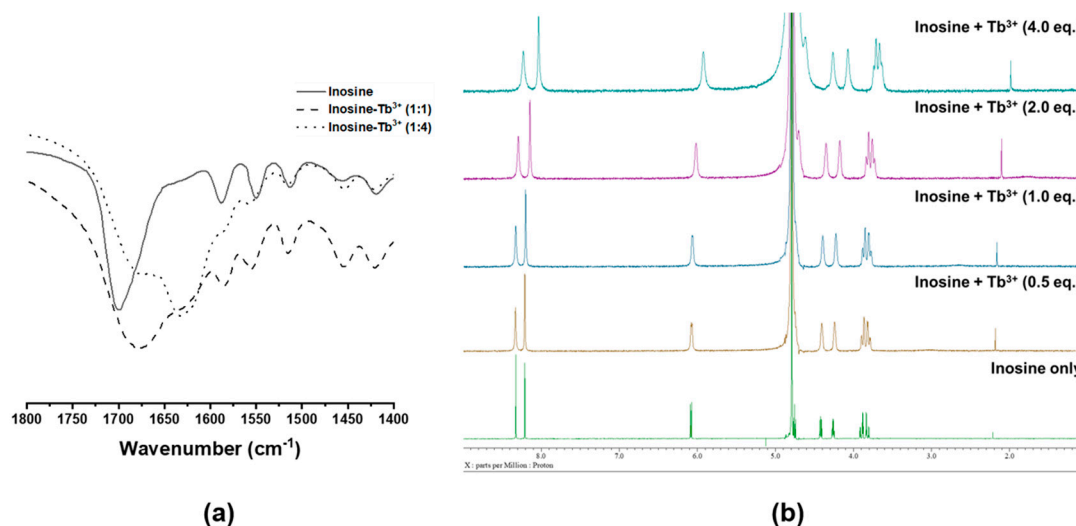 Inosine
Inosine-Tb³⁺ (1:1)
Inosine-Tb³⁺ (1:4)
1800 1750 1700 1650 1600 1550 1500 1450 1400
Wavenumber (cm⁻¹)
(a)
Inosine + Tb³⁺ (4.0 eq.
Inosine + Tb³⁺ (2.0 eq.
Inosine + Tb³⁺ (1.0 eq.
Inosine + Tb³⁺ (0.5 eq.
Inosine only
8.0 7.0 6.0 5.0 4.0 3.0 2.0
X : parts per Million : Proton
(b)